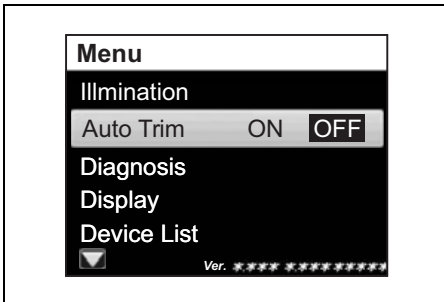 Menu
Illmination
Auto Trim ON OFF
Diagnosis
Display
Device List
Ver. **** **********